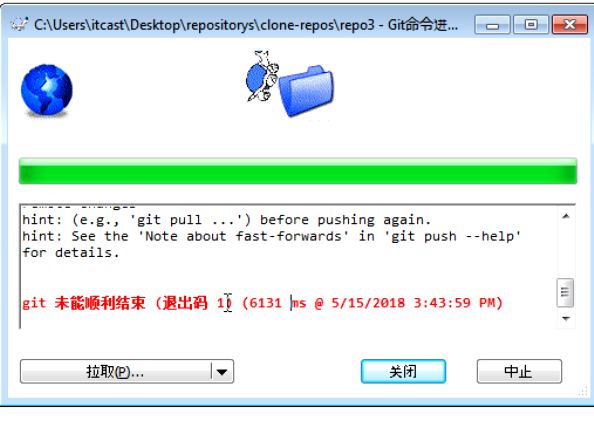 C:\Users\itcast\Desktop\repositorys\clone-repos\repo3 - Git命令进...
hint: (e.g., 'git pull ...') before pushing again.
hint: See the 'Note about fast-forwards' in 'git push --help'
for details.
git 未能顺利结束 (退出码 1) (6131 ms @ 5/15/2018 3:43:59 PM)
拉取(P)...
关闭
中止